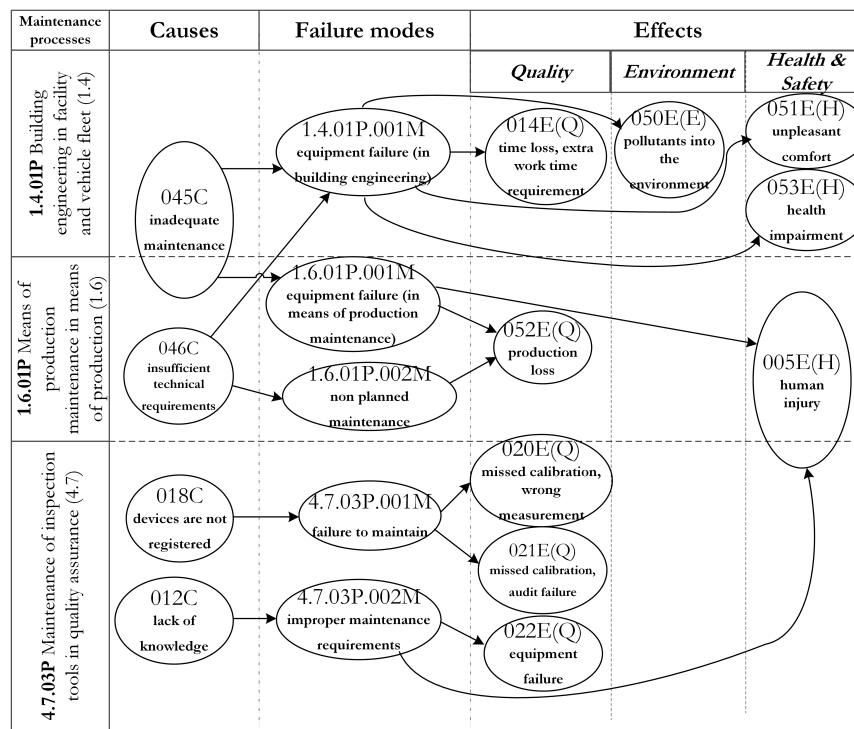 Maintenance
processes
Causes
Failure modes
Effects
Quality
Environment
Health &
Safety
1.4.01P Building
engineering in facility
and vehicle fleet (1.4)
045C
inadequate
maintenance
1.4.01P.001M
equipment failure (in
building engineering)
014E(Q)
time loss, extra
work time
requirement
050E(E)
pollutants into
the
environment
051E(H)
unpleasant
comfort
053E(H)
health
impairment
1.6.01P Means of
production
maintenance in means
of production (1.6)
046C
insufficient
technical
requirements
1.6.01P.001M
equipment failure (in
means of production
maintenance)
1.6.01P.002M
non planned
maintenance
052E(Q)
production
loss
005E(H)
human
injury
4.7.03P Maintenance of inspection
tools in quality assurance (4.7)
018C
devices are not
registered
4.7.03P.001M
failure to maintain
020E(Q)
missed calibration,
wrong
measurement
021E(Q)
missed calibration,
audit failure
012C
lack of
knowledge
4.7.03P.002M
improper maintenance
requirements
022E(Q)
equipment
failure